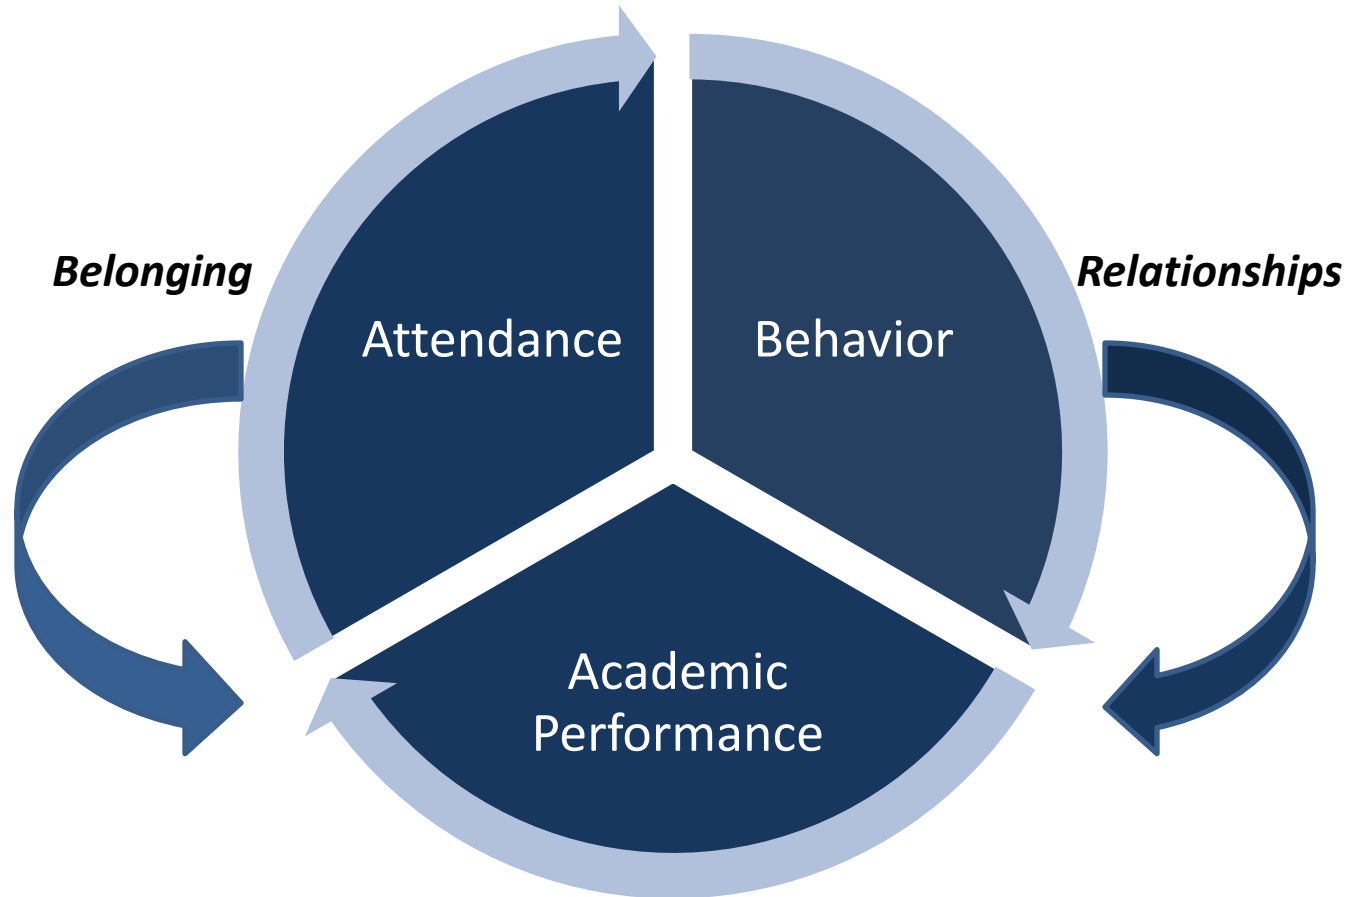 Belonging
Relationships
Attendance
Behavior
Academic
Performance